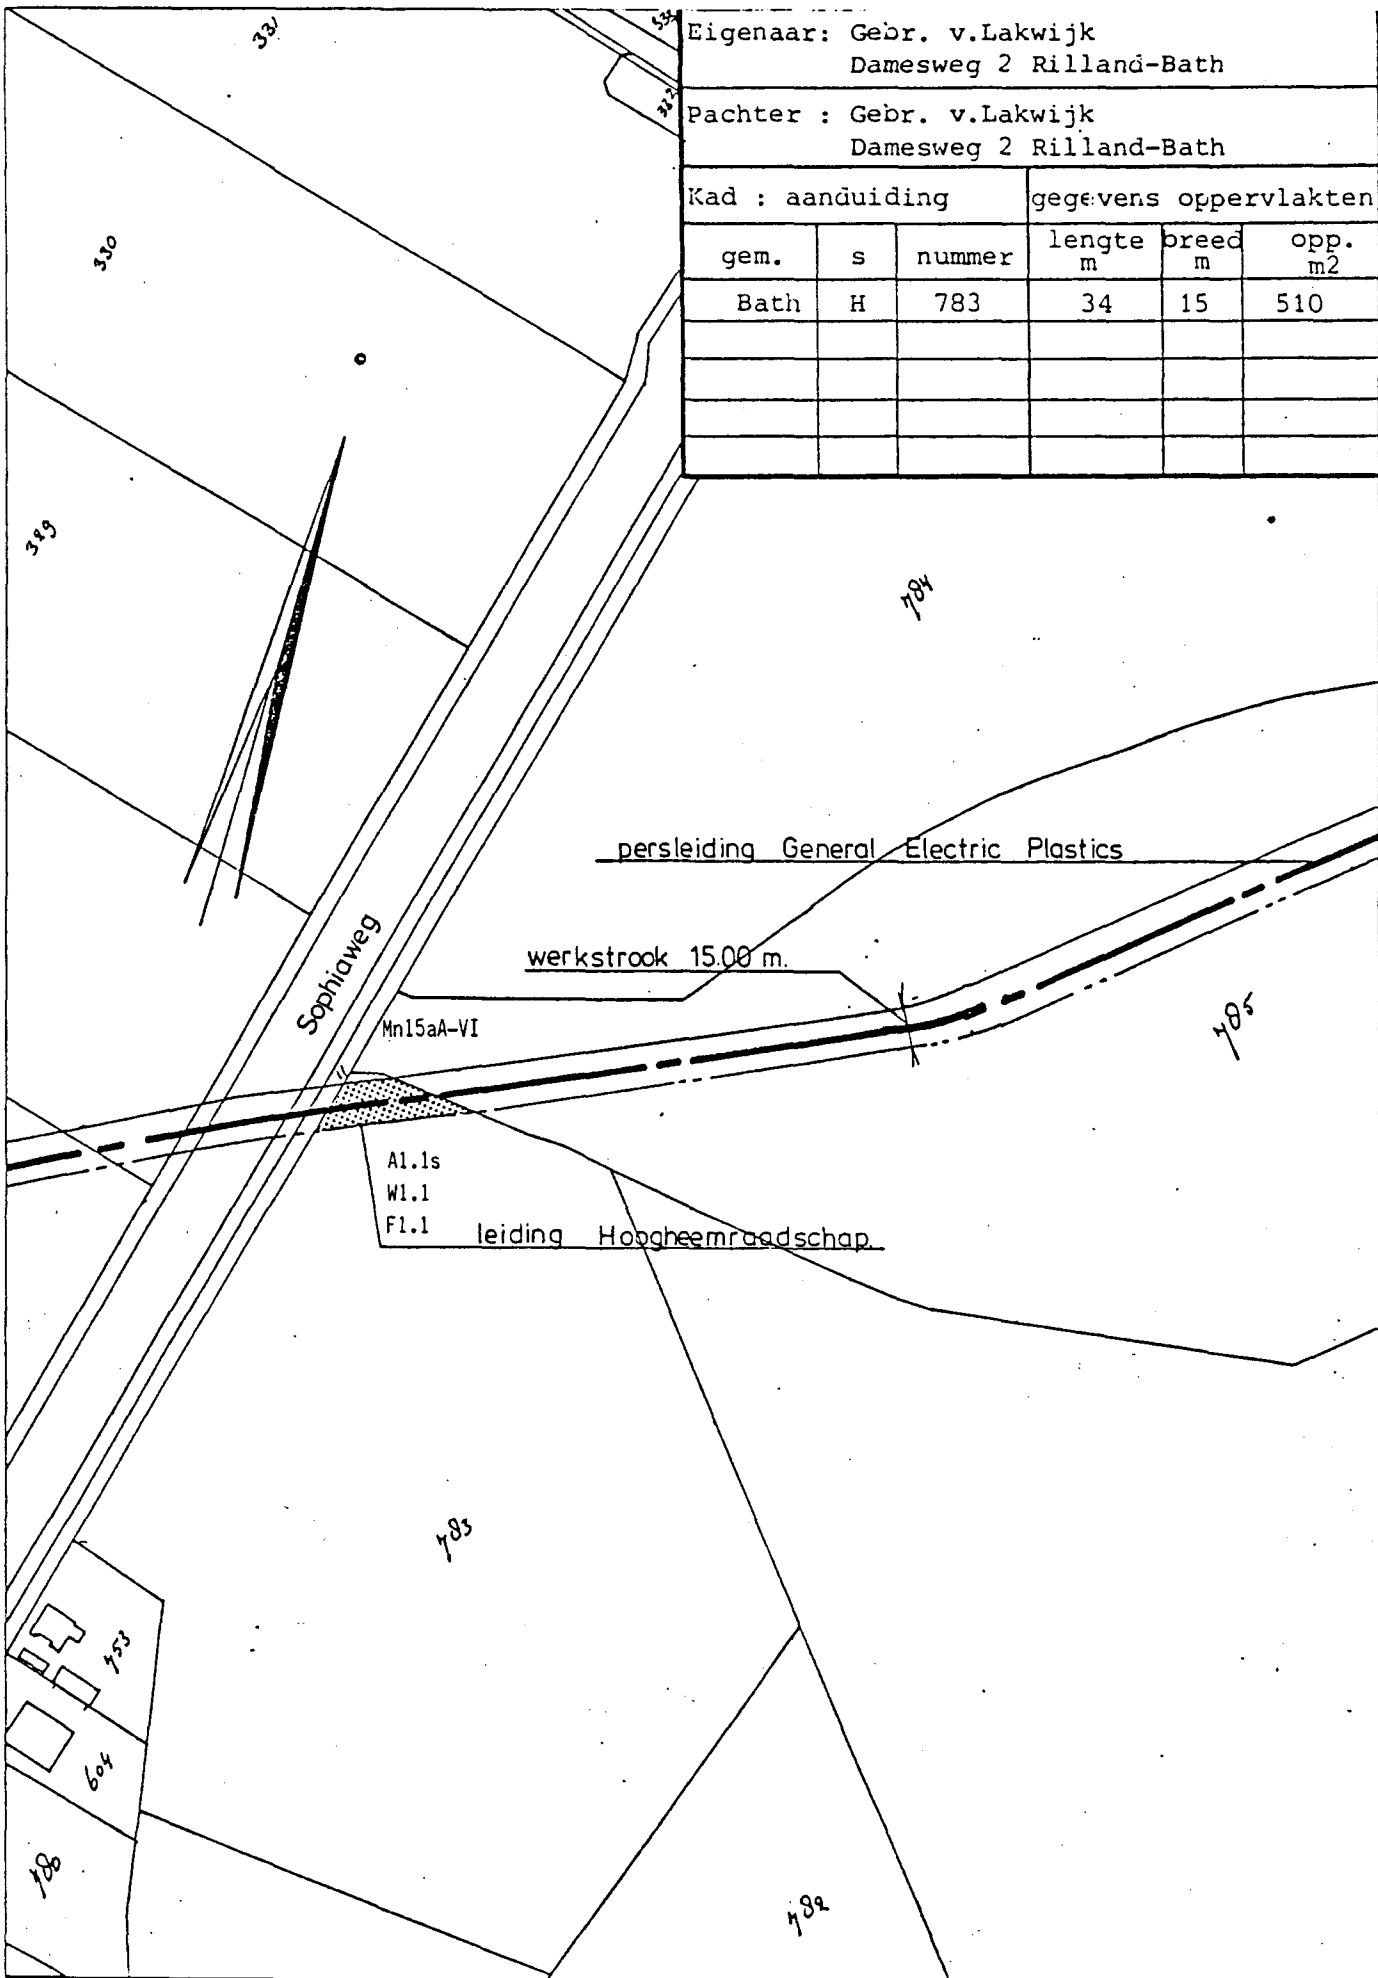 Eigenaar: Gebr. v.Lakwijk
Damesweg 2 Rilland-Bath
Pachter : Gebr. v.Lakwijk
Damesweg 2 Rilland-Bath
Kad : aanduiding gegevens oppervlakten
gem. s nummer lengte m breed m opp. m2
Bath H 783 34 15 510
331
332
330
329
784
persleiding General Electric Plastics
werkstrook 15.00 m.
Sophiaweg
Mn15aA-VI
785
A1.1s
W1.1
F1.1
leiding Hoogheemraadschap.
783
753
604
780
782